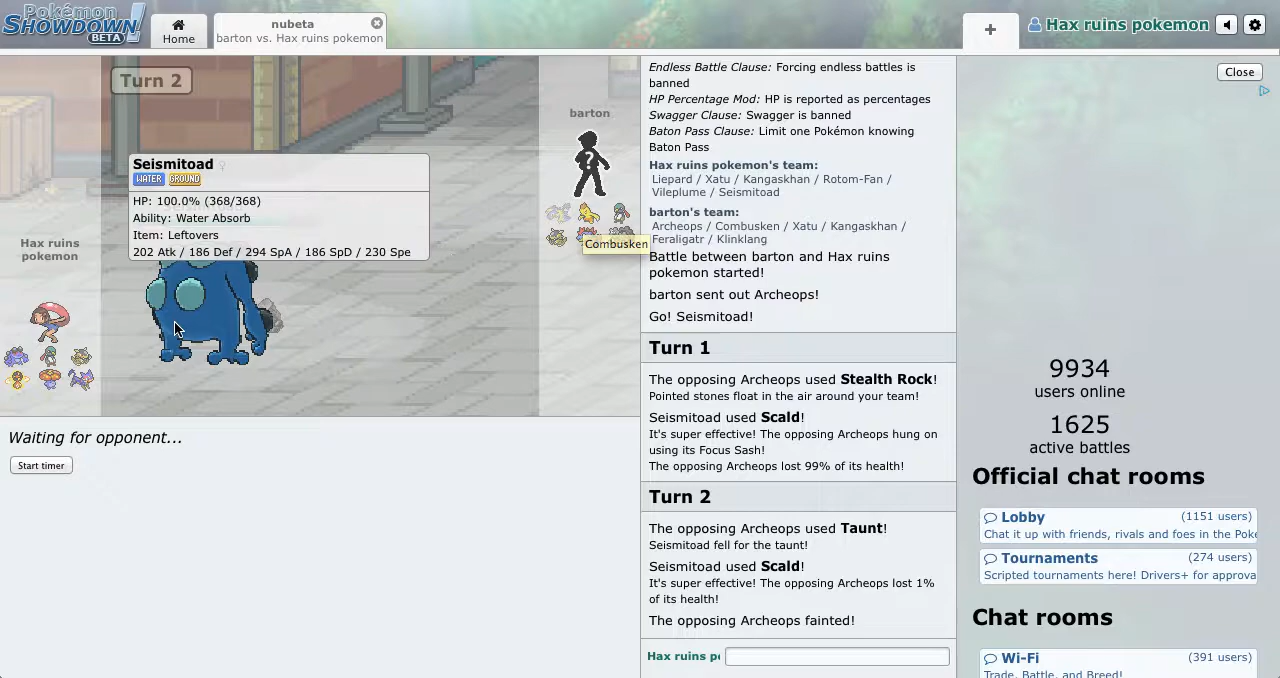 Pokémon
SHOWDOWN!
BETA
Home
nubeta
barton vs. Hax ruins pokemon
+
Hax ruins pokemon
Turn 2
Seismitoad ♀
WATER GROUND
HP: 100.0% (368/368)
Ability: Water Absorb
Item: Leftovers
202 Atk / 186 Def / 294 SpA / 186 SpD / 230 Spe
Hax ruins
pokemon
barton
?
Combusken
Waiting for opponent...
Start timer
Endless Battle Clause: Forcing endless battles is
banned
HP Percentage Mod: HP is reported as percentages
Swagger Clause: Swagger is banned
Baton Pass Clause: Limit one Pokémon knowing
Baton Pass
Hax ruins pokemon's team:
Liepard / Xatu / Kangaskhan / Rotom-Fan /
Vileplume / Seismitoad
barton's team:
Archeops / Combusken / Xatu / Kangaskhan /
Feraligatr / Klinklang
Battle between barton and Hax ruins
pokemon started!
barton sent out Archeops!
Go! Seismitoad!
Turn 1
The opposing Archeops used Stealth Rock!
Pointed stones float in the air around your team!
Seismitoad used Scald!
It's super effective! The opposing Archeops hung on
using its Focus Sash!
The opposing Archeops lost 99% of its health!
Turn 2
The opposing Archeops used Taunt!
Seismitoad fell for the taunt!
Seismitoad used Scald!
It's super effective! The opposing Archeops lost 1%
of its health!
The opposing Archeops fainted!
Hax ruins p
Close
9934
users online
1625
active battles
Official chat rooms
Lobby (1151 users)
Chat it up with friends, rivals and foes in the Poké
Tournaments (274 users)
Scripted tournaments here! Drivers+ for approva
Chat rooms
Wi-Fi (391 users)
Trade, Battle, and Breed!